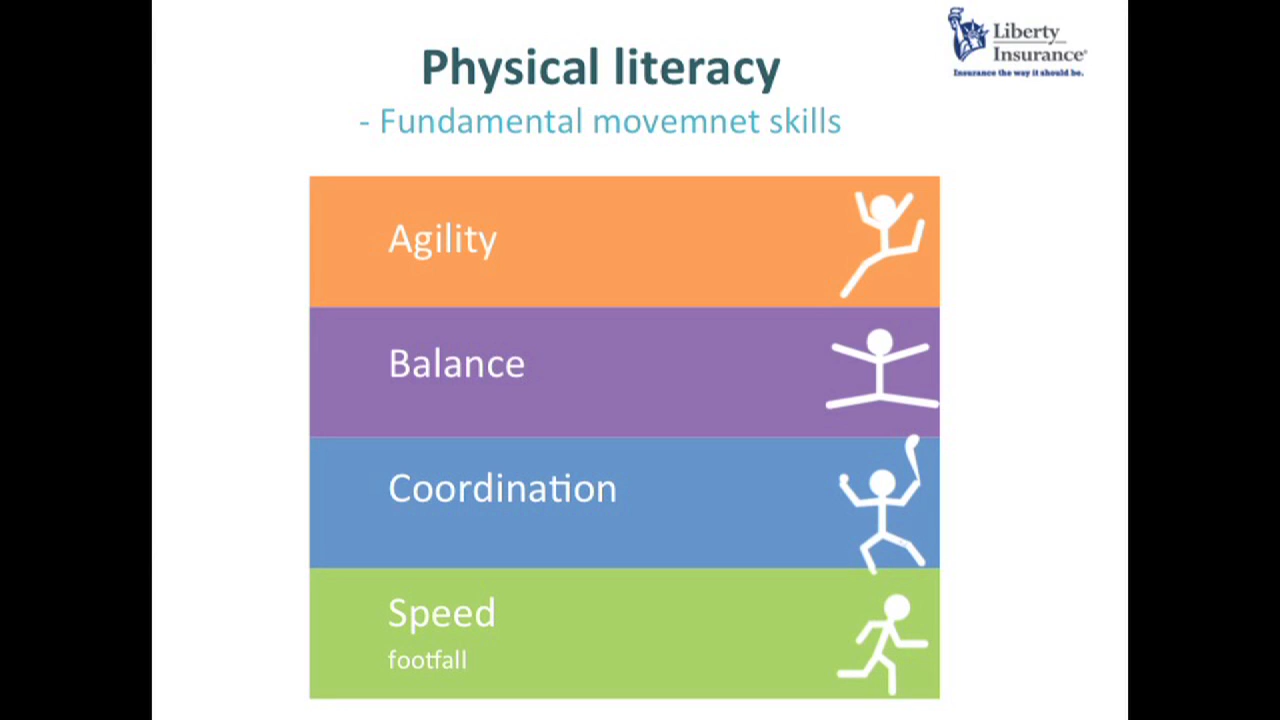 Physical literacy
- Fundamental movemnet skills
Liberty
Insurance®
Insurance the way it should be.
Agility
Balance
Coordination
Speed
footfall